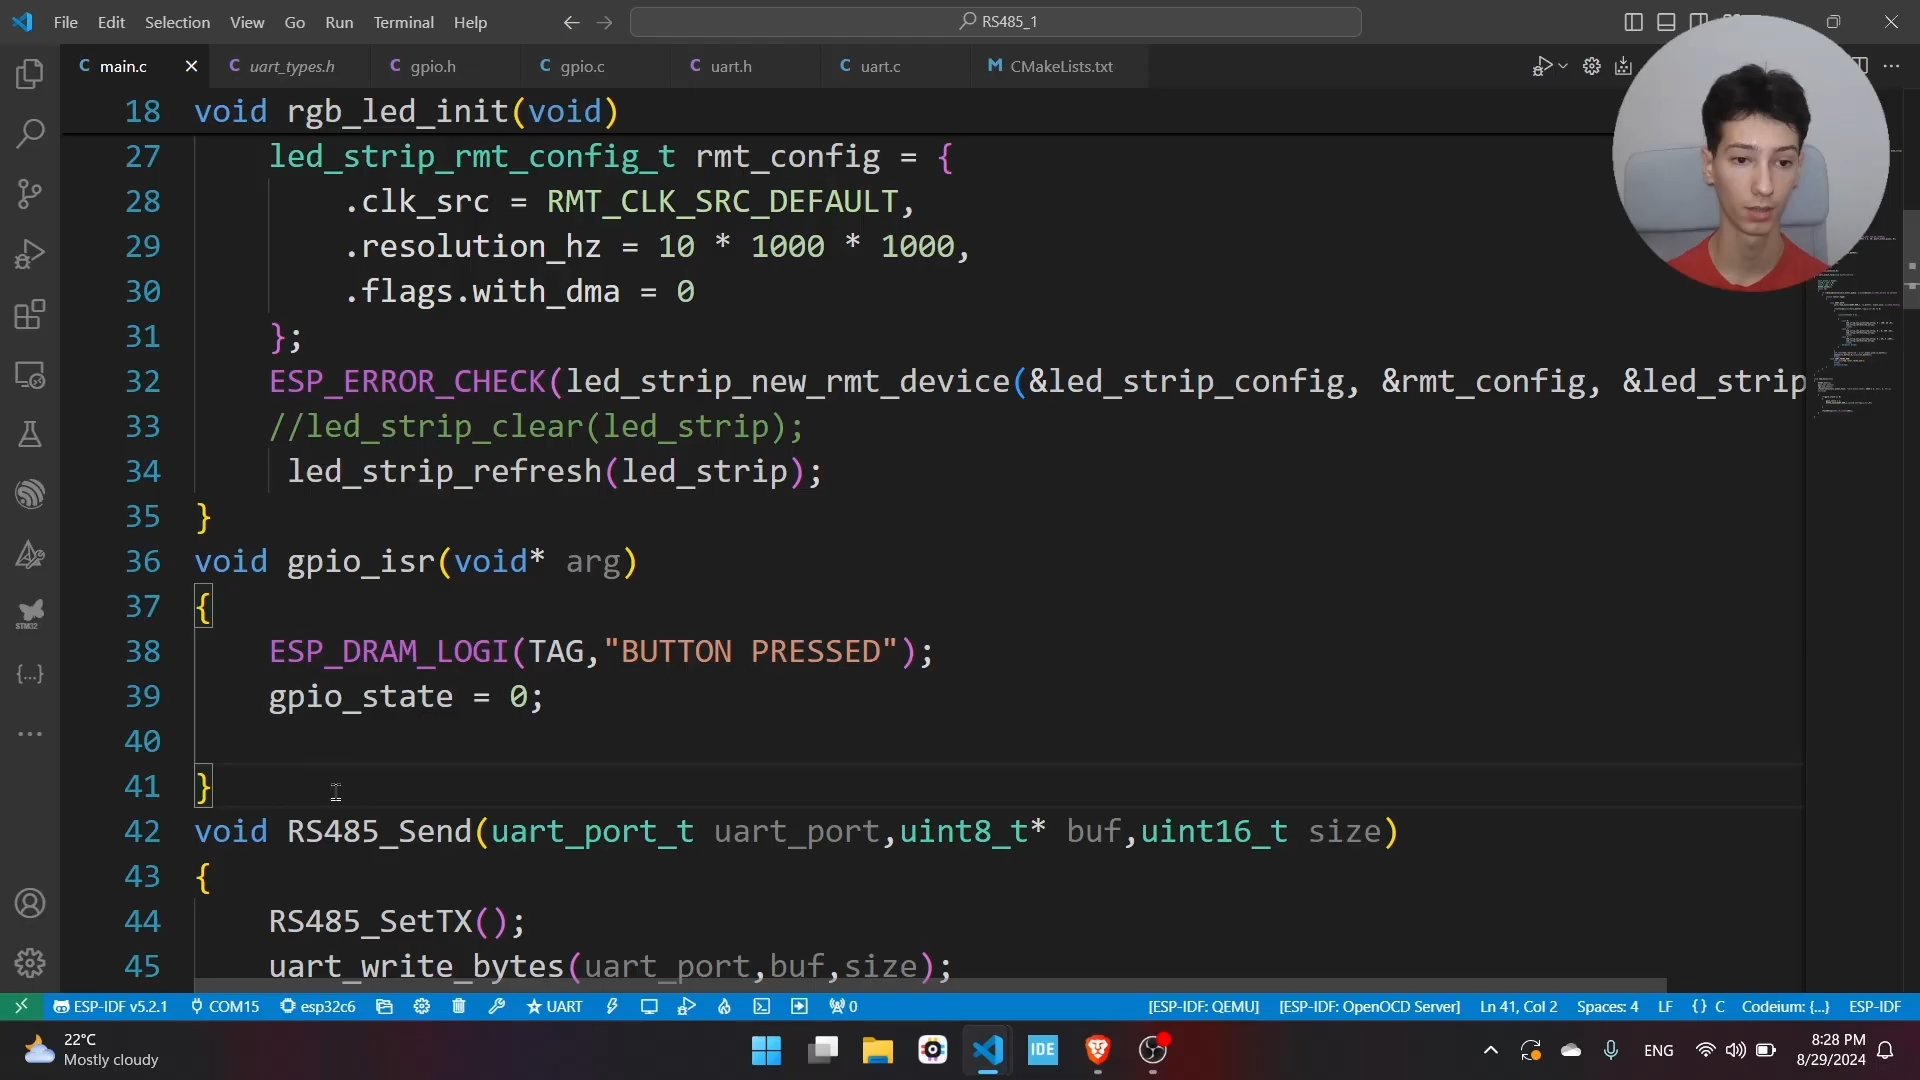 File Edit Selection View Go Run Terminal Help
RS485_1
C main.c
C uart_types.h
C gpio.h
C gpio.c
C uart.h
C uart.c
M CMakeLists.txt
18 void rgb_led_init(void)
27 led_strip_rmt_config_t rmt_config = {
28 .clk_src = RMT_CLK_SRC_DEFAULT,
29 .resolution_hz = 10 * 1000 * 1000,
30 .flags.with_dma = 0
31 };
32 ESP_ERROR_CHECK(led_strip_new_rmt_device(&led_strip_config, &rmt_config, &led_strip
33 //led_strip_clear(led_strip);
34 led_strip_refresh(led_strip);
35 }
36 void gpio_isr(void* arg)
37 {
38 ESP_DRAM_LOGI(TAG,"BUTTON PRESSED");
39 gpio_state = 0;
40
41 }
42 void RS485_Send(uart_port_t uart_port,uint8_t* buf,uint16_t size)
43 {
44 RS485_SetTX();
45 uart_write_bytes(uart_port,buf,size);
STM32
ESP-IDF v5.2.1 COM15 esp32c6 UART 0 [ESP-IDF: QEMU] [ESP-IDF: OpenOCD Server] Ln 41, Col 2 Spaces: 4 LF {} C Codeium: {...} ESP-IDF
22°C
Mostly cloudy
IDE
ENG
8:28 PM
8/29/2024